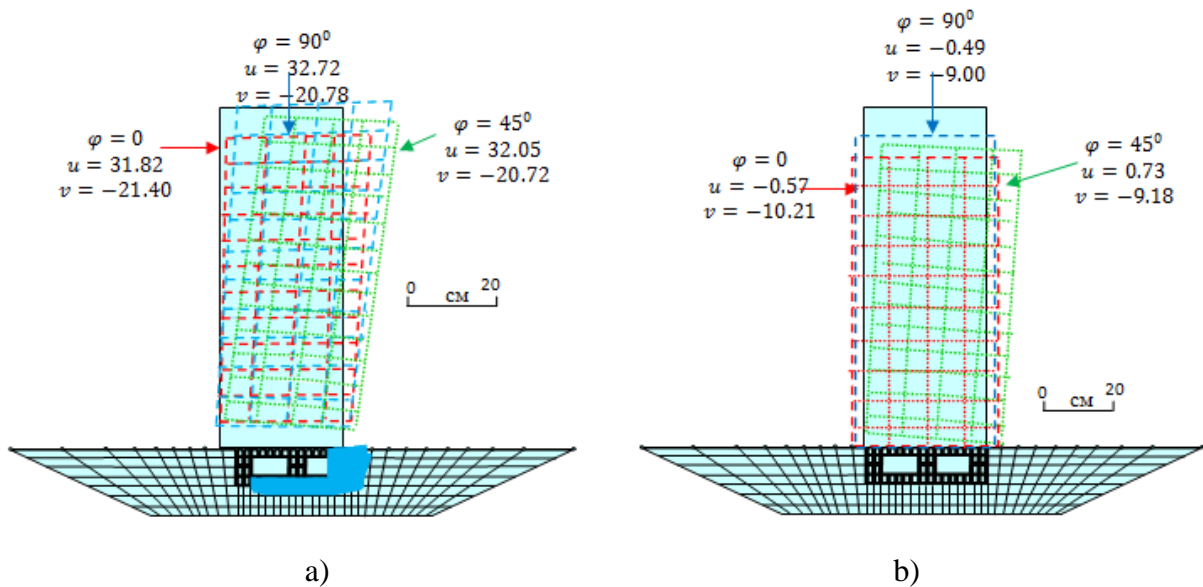 φ = 90⁰
u = 32.72
v = −20.78
φ = 0
u = 31.82
v = −21.40
φ = 45⁰
u = 32.05
v = −20.72
0 20
см
a)
φ = 90⁰
u = −0.49
v = −9.00
φ = 0
u = −0.57
v = −10.21
φ = 45⁰
u = 0.73
v = −9.18
0 20
см
b)